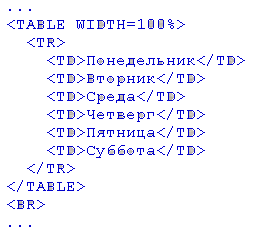 ...
<TABLE WIDTH=100%>
<TR>
<TD>Понедельник</TD>
<TD>Вторник</TD>
<TD>Среда</TD>
<TD>Четверг</TD>
<TD>Пятница</TD>
<TD>Суббота</TD>
</TR>
</TABLE>
<BR>
...